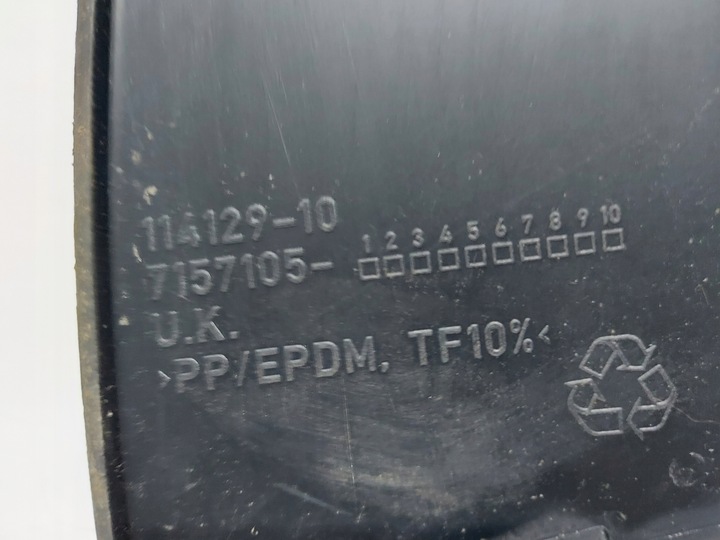 114129-10
7157105- 1 2 3 4 5 6 7 8 9 10
U.K.
>PP/EPDM, TF10%<